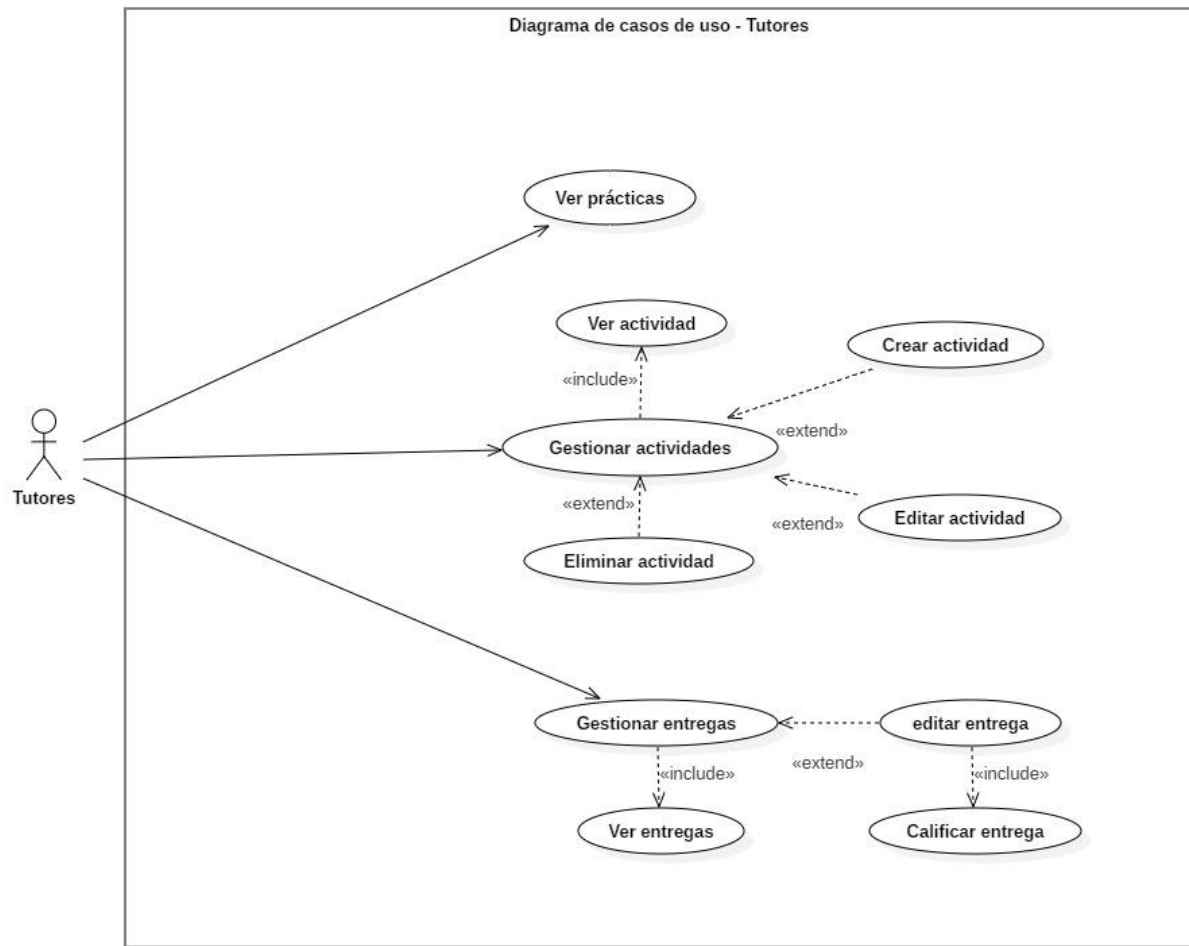 Diagrama de casos de uso - Tutores
Ver prácticas
Ver actividad
Crear actividad
«include»
«extend»
Gestionar actividades
«extend»
«extend»
Editar actividad
Eliminar actividad
Tutores
Gestionar entregas
editar entrega
«extend»
«include»
«include»
Ver entregas
Calificar entrega